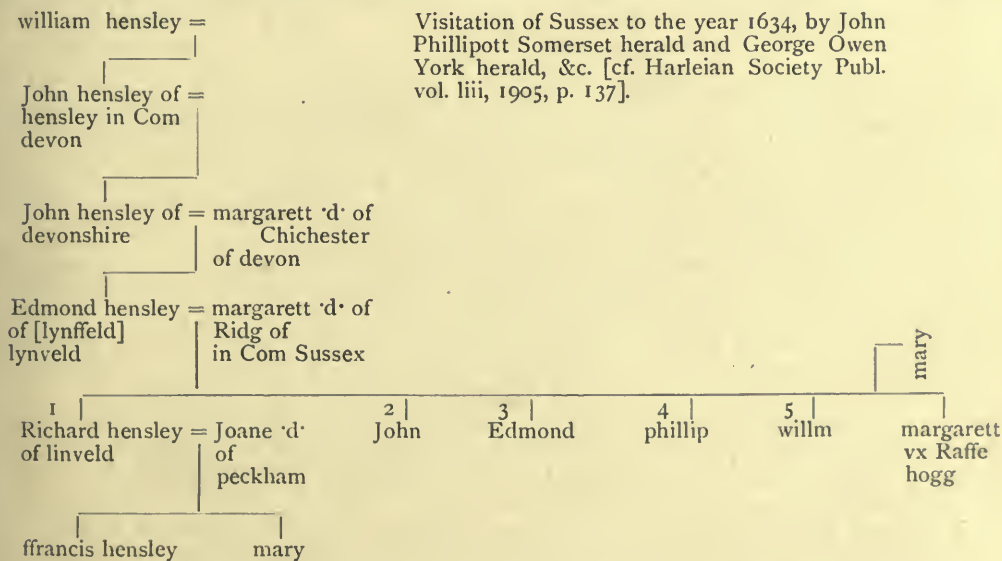 william hensley =
Visitation of Sussex to the year 1634, by John
Phillipott Somerset herald and George Owen
York herald, &c. [cf. Harleian Society Publ.
vol. liii, 1905, p. 137].
John hensley of =
hensley in Com
devon
John hensley of = margarett ·d· of
devonshire Chichester
of devon
Edmond hensley = margarett ·d· of
of [lynffeld] Ridg of
lynveld in Com Sussex
mary
1 2 3 4 5
Richard hensley = Joane ·d· John Edmond phillip willm margarett
of linveld of vx Raffe
peckham hogg
ffrancis hensley mary